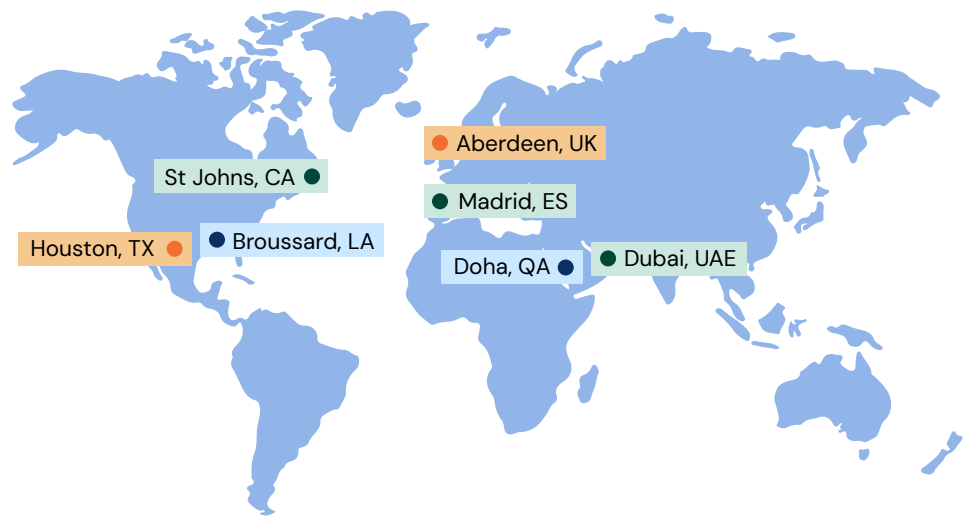 Aberdeen, UK
St Johns, CA
Madrid, ES
Houston, TX
Broussard, LA
Doha, QA
Dubai, UAE